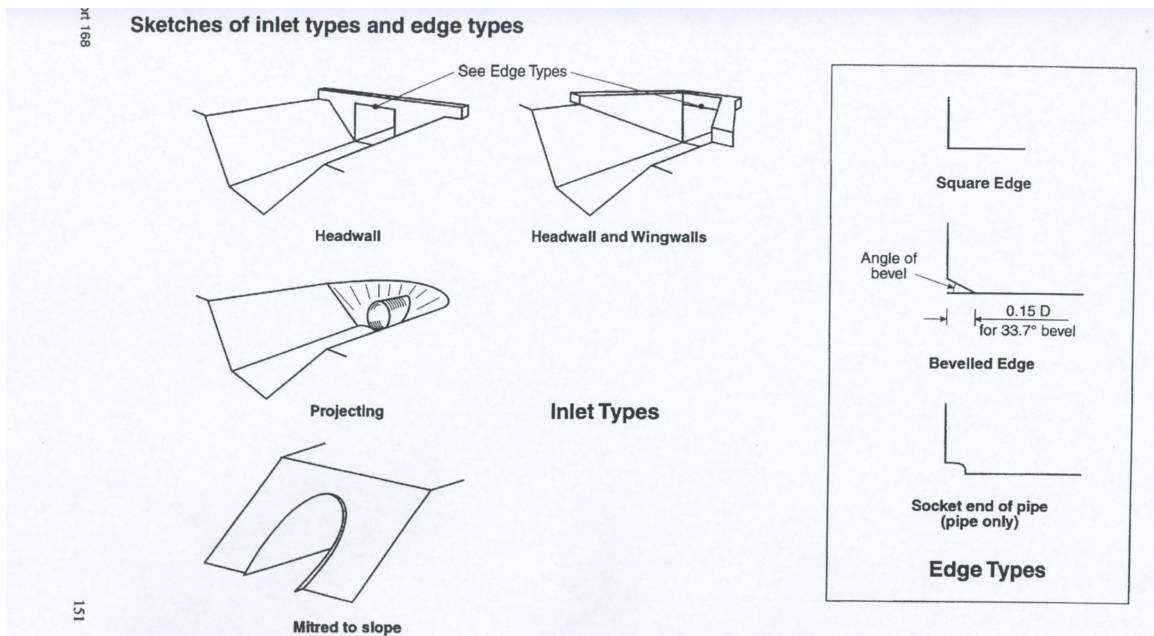 ort 168
Sketches of inlet types and edge types
See Edge Types
Headwall
Headwall and Wingwalls
Projecting
Inlet Types
Mitred to slope
151
Square Edge
Angle of
bevel
0.15 D
for 33.7° bevel
Bevelled Edge
Socket end of pipe
(pipe only)
Edge Types